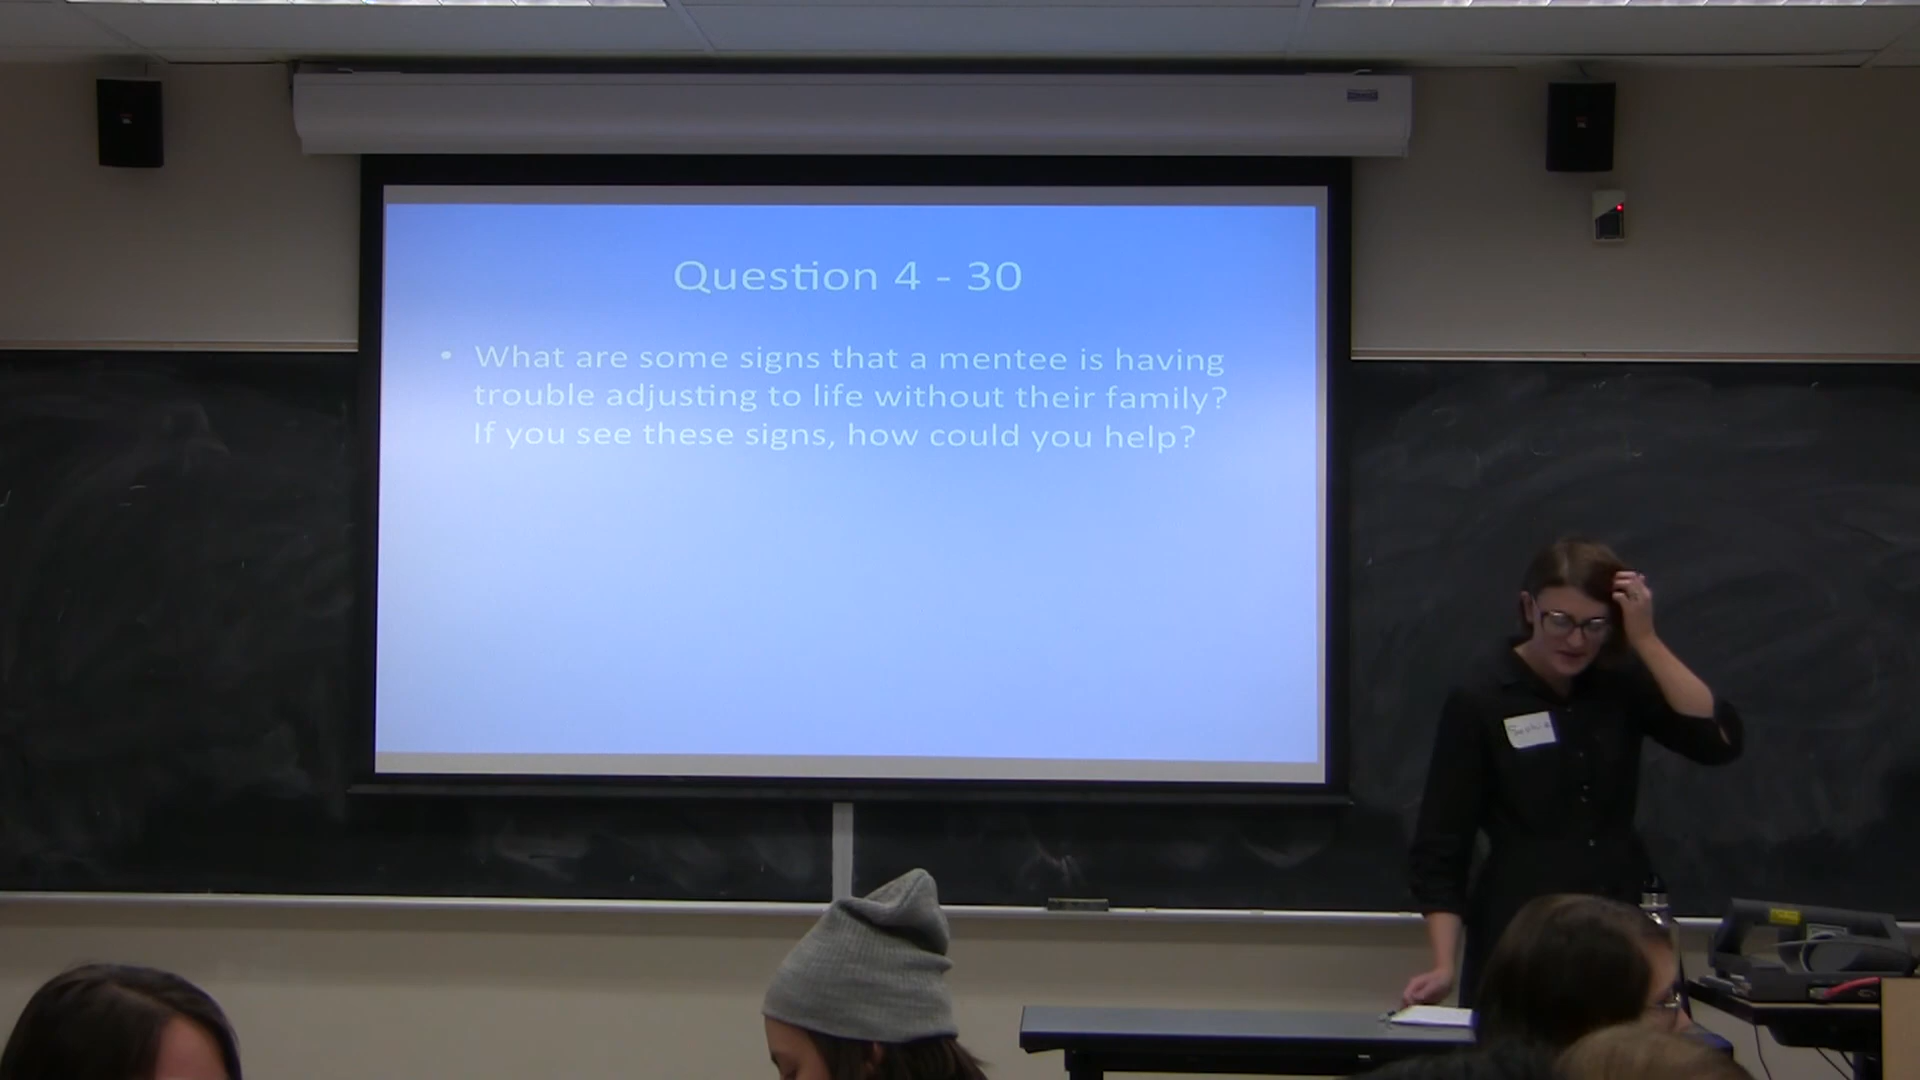 Question 4 - 30
• What are some signs that a mentee is having
trouble adjusting to life without their family?
If you see these signs, how could you help?